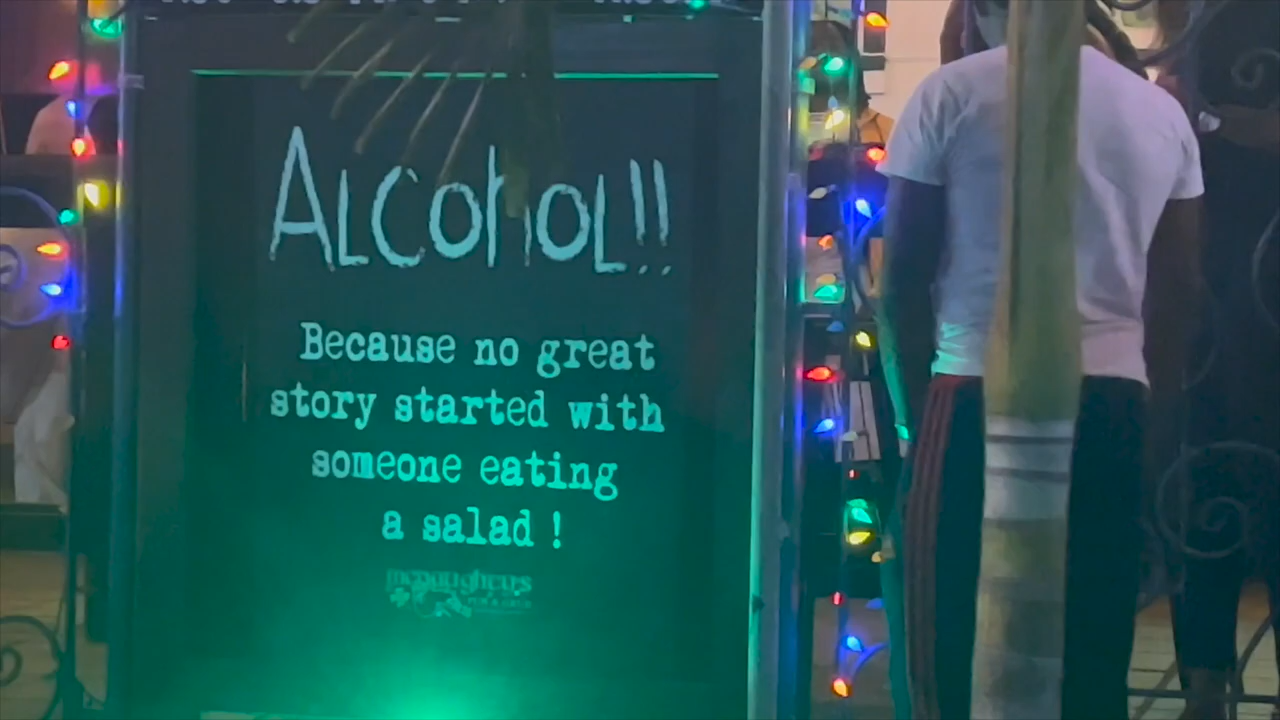 ALCOhOL!!
Because no great
story started with
someone eating
a salad !